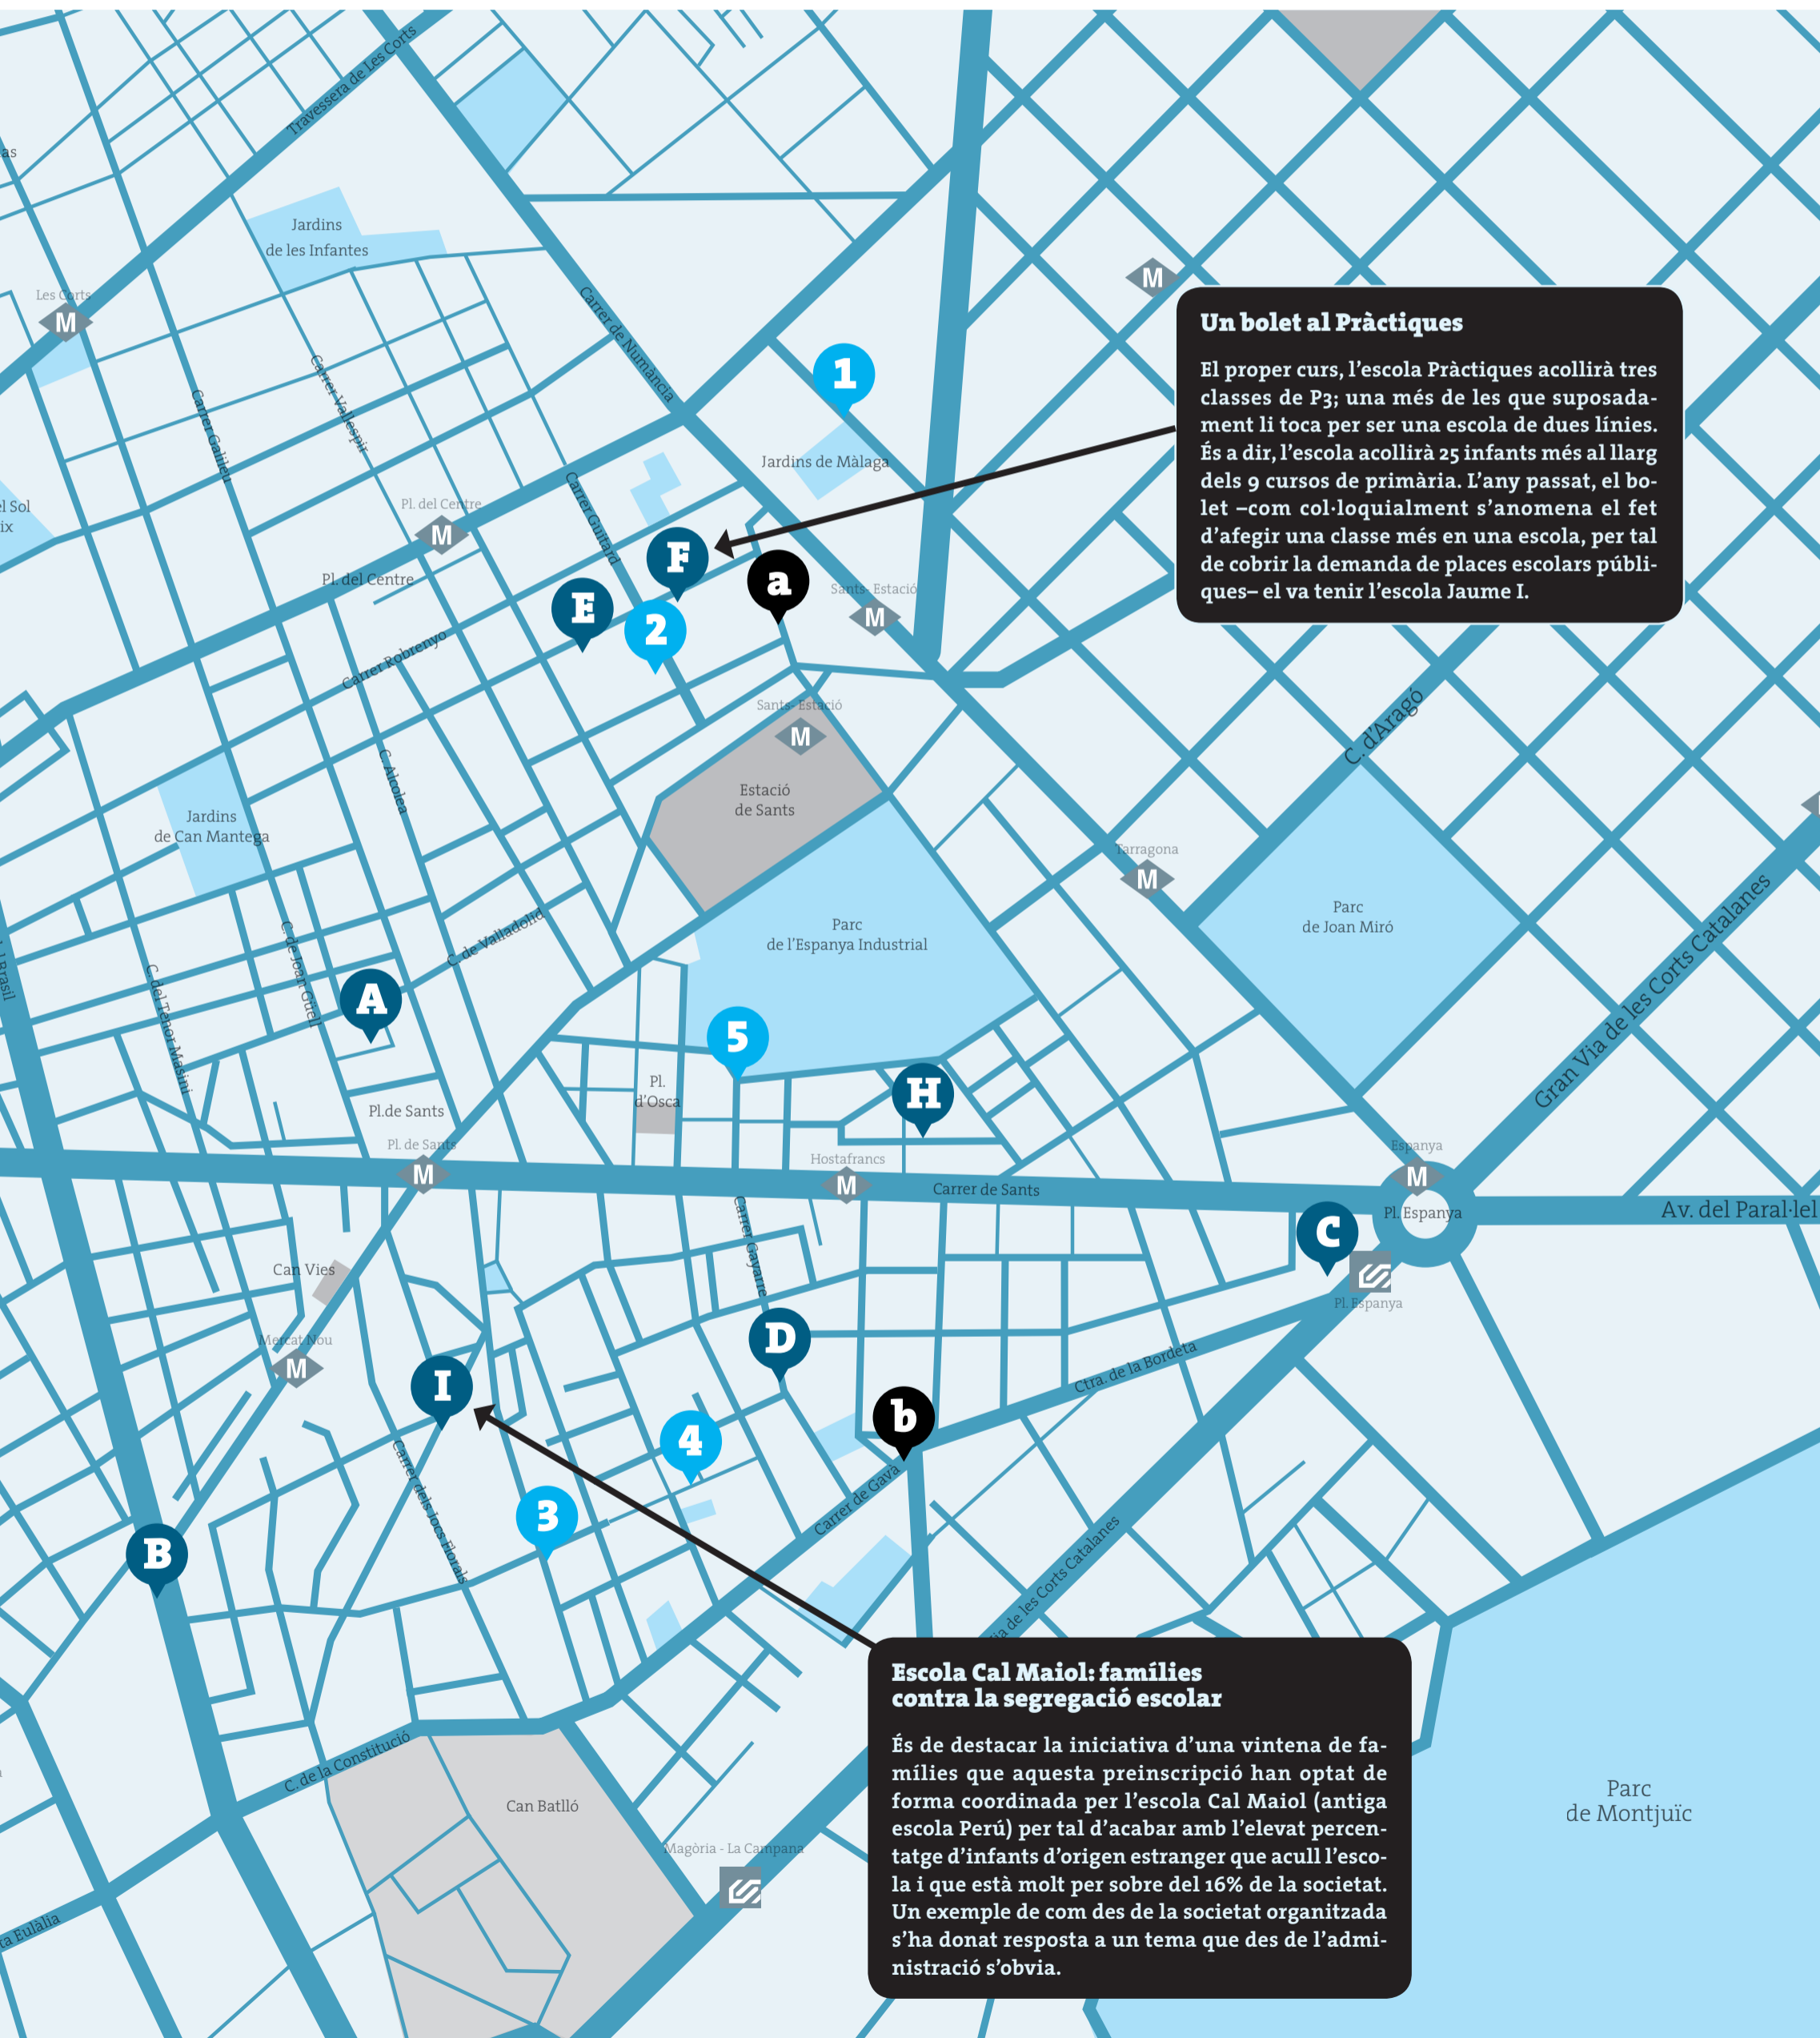 Travessera de Les Corts
as
Jardins
de les Infantes
Les Corts
M
Carrer de Numància
M
Un bolet al Pràctiques
El proper curs, l’escola Pràctiques acollirà tres
classes de P3; una més de les que suposada-
ment li toca per ser una escola de dues línies.
És a dir, l’escola acollirà 25 infants més al llarg
dels 9 cursos de primària. L’any passat, el bo-
let –com col·loquialment s’anomena el fet
d’afegir una classe més en una escola, per tal
de cobrir la demanda de places escolars públi-
ques– el va tenir l’escola Jaume I.
1
Carrer Vallespir
Carrer Galileu
Jardins de Màlaga
el Sol
ix
Pl. del Centre
M
Carrer Guitard
Pl. del Centre
F
a
E
2
Sants- Estació
M
Carrer Robrenyo
Sants- Estació
M
C. d’Aragó
C. Alcolea
Estació
de Sants
Jardins
de Can Mantega
Tarragona
M
Parc
de Joan Miró
Gran Via de les Corts Catalanes
C. de Valladolid
Parc
de l’Espanya Industrial
l Brasil
C. del Tenor Masini
C. de Joan Guell
A
5
H
Pl.
d’Osca
Pl.de Sants
Pl. de Sants
M
Hostafrancs
M
Carrer de Sants
Espanya
M
Pl. Espanya
Av. del Paral·lel
C
Pl. Espanya
Carrer Gayarre
Can Vies
Mercat Nou
M
D
I
Ctra. de la Bordeta
b
4
3
Carrer dels Jocs Florals
Carrer de Gavà
B
ia de les Corts Catalanes
Escola Cal Maiol: famílies
contra la segregació escolar
És de destacar la iniciativa d’una vintena de fa-
mílies que aquesta preinscripció han optat de
forma coordinada per l’escola Cal Maiol (antiga
escola Perú) per tal d’acabar amb l’elevat percen-
tatge d’infants d’origen estranger que acull l’esco-
la i que està molt per sobre del 16% de la societat.
Un exemple de com des de la societat organitzada
s’ha donat resposta a un tema que des de l’admi-
nistració s’obvia.
C. de la Constitució
Can Batlló
Magòria - La Campana
Parc
de Montjuïc
ta Eulàlia